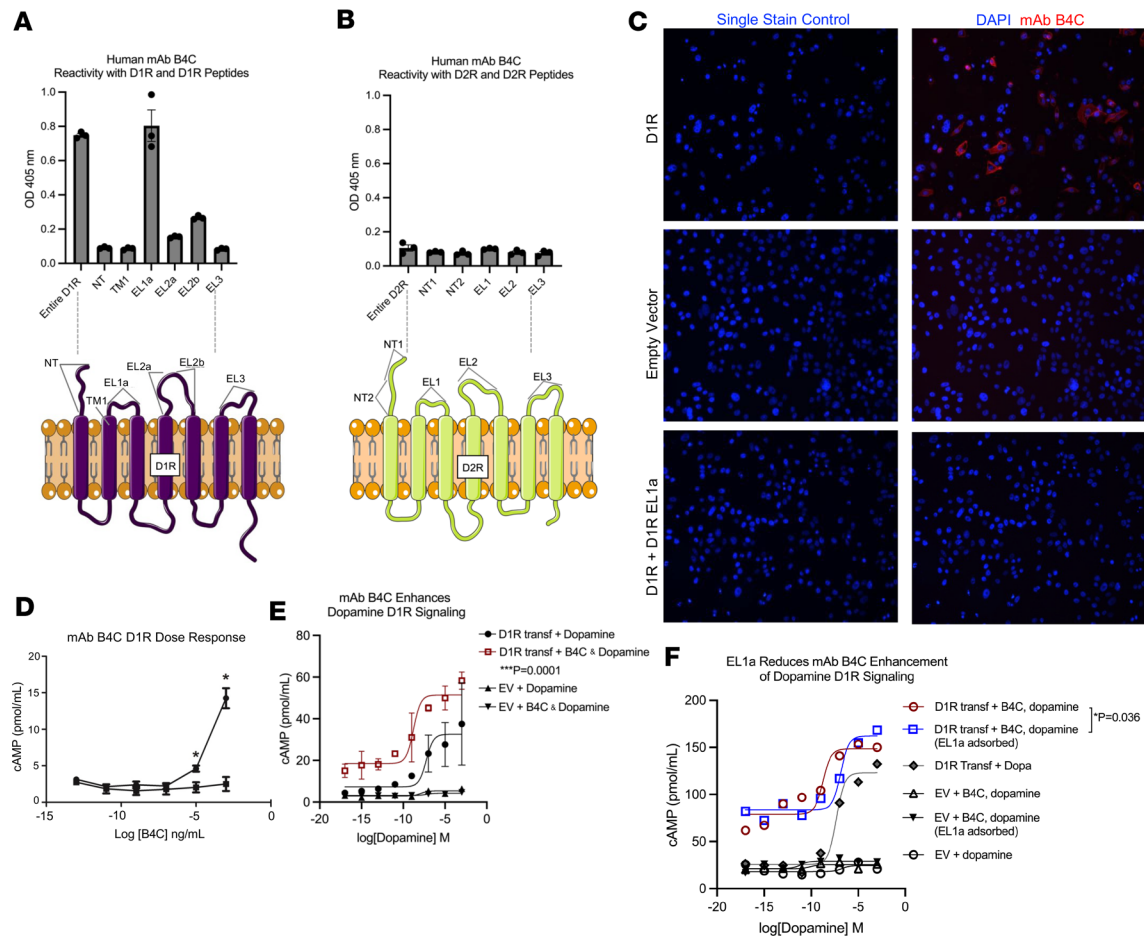 A
Human mAb B4C
Reactivity with D1R and D1R Peptides
OD 405 nm
1.0
0.8
0.6
0.4
0.2
0.0
Entire D1R
NT
TM1
EL1a
EL2a
EL2b
EL3
NT
TM1
EL1a
EL2a
EL2b
EL3
D1R
B
Human mAb B4C
Reactivity with D2R and D2R Peptides
OD 405 nm
1.0
0.8
0.6
0.4
0.2
0.0
Entire D2R
NT1
NT2
EL1
EL2
EL3
NT1
NT2
EL1
EL2
EL3
D2R
C
Single Stain Control
DAPI mAb B4C
D1R
Empty Vector
D1R + D1R EL1a
D
mAb B4C D1R Dose Response
cAMP (pmol/mL)
20
15
10
5
0
*
*
-15
-10
-5
0
Log [B4C] ng/mL
E
mAb B4C Enhances
Dopamine D1R Signaling
cAMP (pmol/mL)
80
60
40
20
0
-20
-15
-10
-5
0
log[Dopamine] M
D1R transf + Dopamine
D1R transf + B4C & Dopamine
***P=0.0001
EV + Dopamine
EV + B4C & Dopamine
F
EL1a Reduces mAb B4C Enhancement
of Dopamine D1R Signaling
cAMP (pmol/mL)
200
150
100
50
0
-20
-15
-10
-5
0
log[Dopamine] M
D1R transf + B4C, dopamine
D1R transf + B4C, dopamine
(EL1a adsorbed)
*P=0.036
D1R Transf + Dopa
EV + B4C, dopamine
EV + B4C, dopamine
(EL1a adsorbed)
EV + dopamine